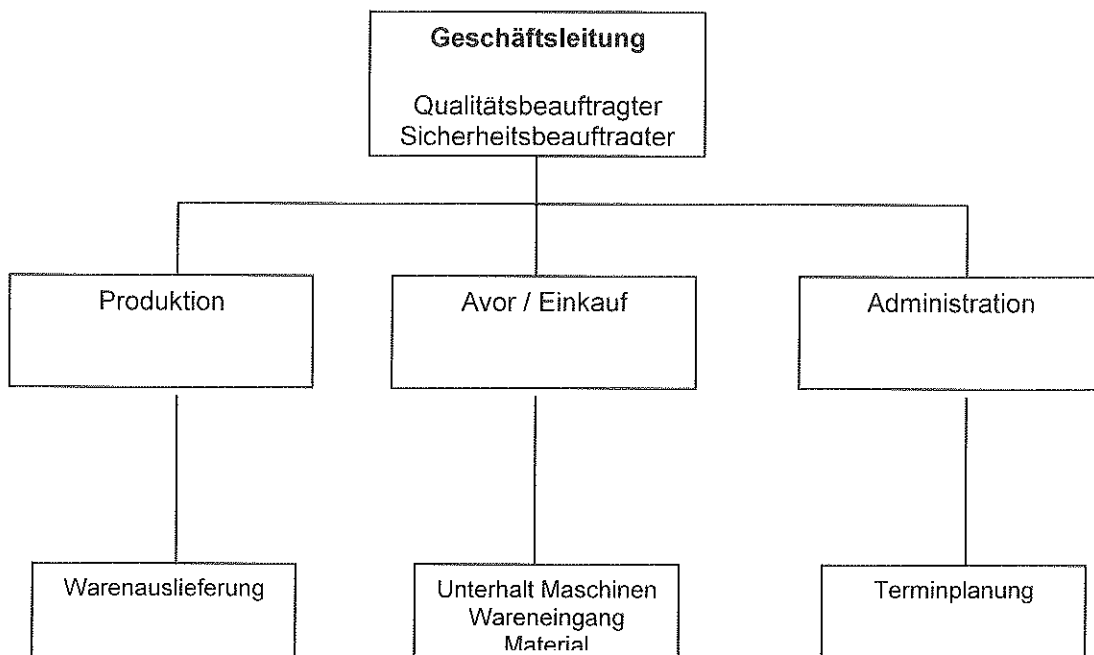 Geschäftsleitung
Qualitätsbeauftragter
Sicherheitsbeauftragter
Produktion
Avor / Einkauf
Administration
Warenauslieferung
Unterhalt Maschinen
Wareneingang
Material
Terminplanung